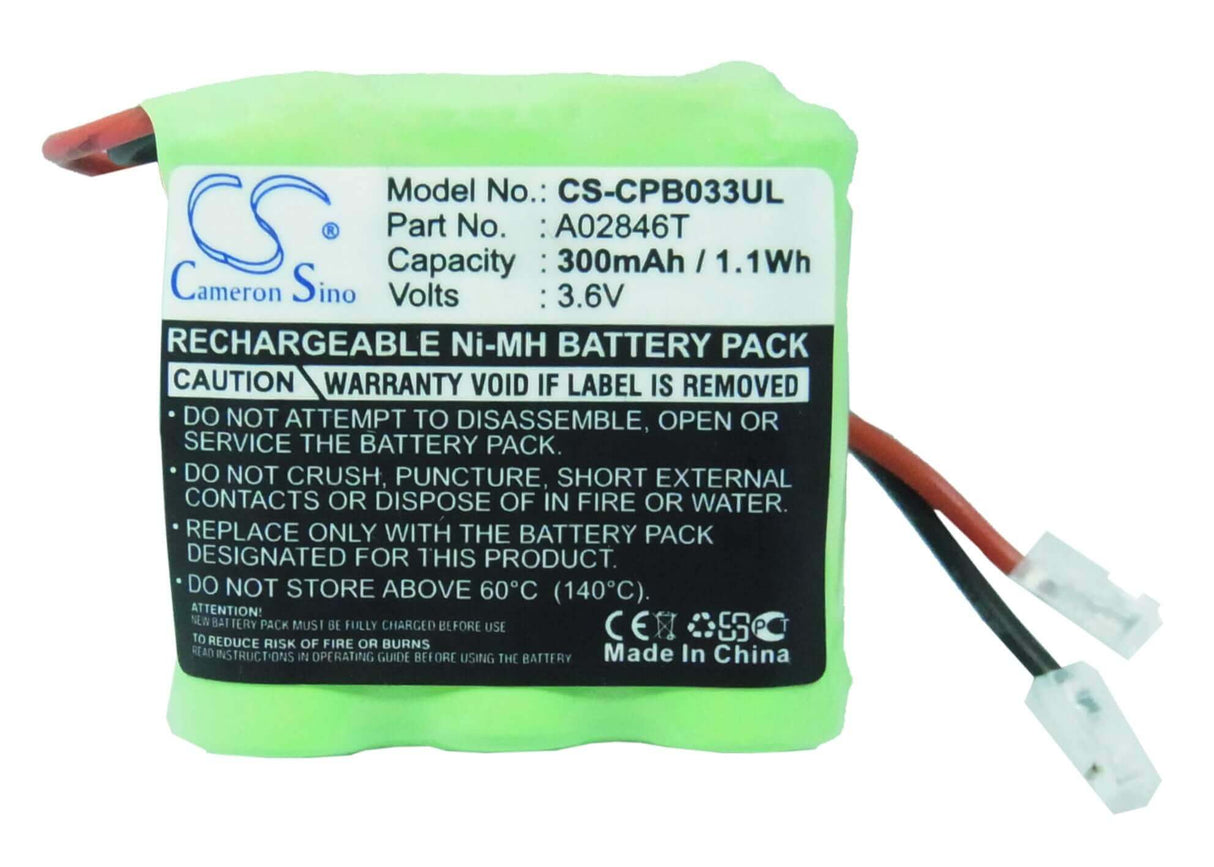 CS®
Cameron Sino
Model No.: CS-CPB033UL
Part No. : A02846T
Capacity : 300mAh / 1.1Wh
Volts : 3.6V
RECHARGEABLE Ni-MH BATTERY PACK
CAUTION WARRANTY VOID IF LABEL IS REMOVED
• DO NOT ATTEMPT TO DISASSEMBLE, OPEN OR
SERVICE THE BATTERY PACK.
• DO NOT CRUSH, PUNCTURE, SHORT EXTERNAL
CONTACTS OR DISPOSE OF IN FIRE OR WATER.
• REPLACE ONLY WITH THE BATTERY PACK
DESIGNATED FOR THIS PRODUCT.
• DO NOT STORE ABOVE 60°C (140°C).
ATTENTION!
NEW BATTERY PACK MUST BE FULLY CHARGED BEFORE USE
TO REDUCE RISK OF FIRE OR BURNS
READ INSTRUCTIONS IN OPERATING GUIDE BEFORE USING THE BATTERY
CE PCT
Made In China